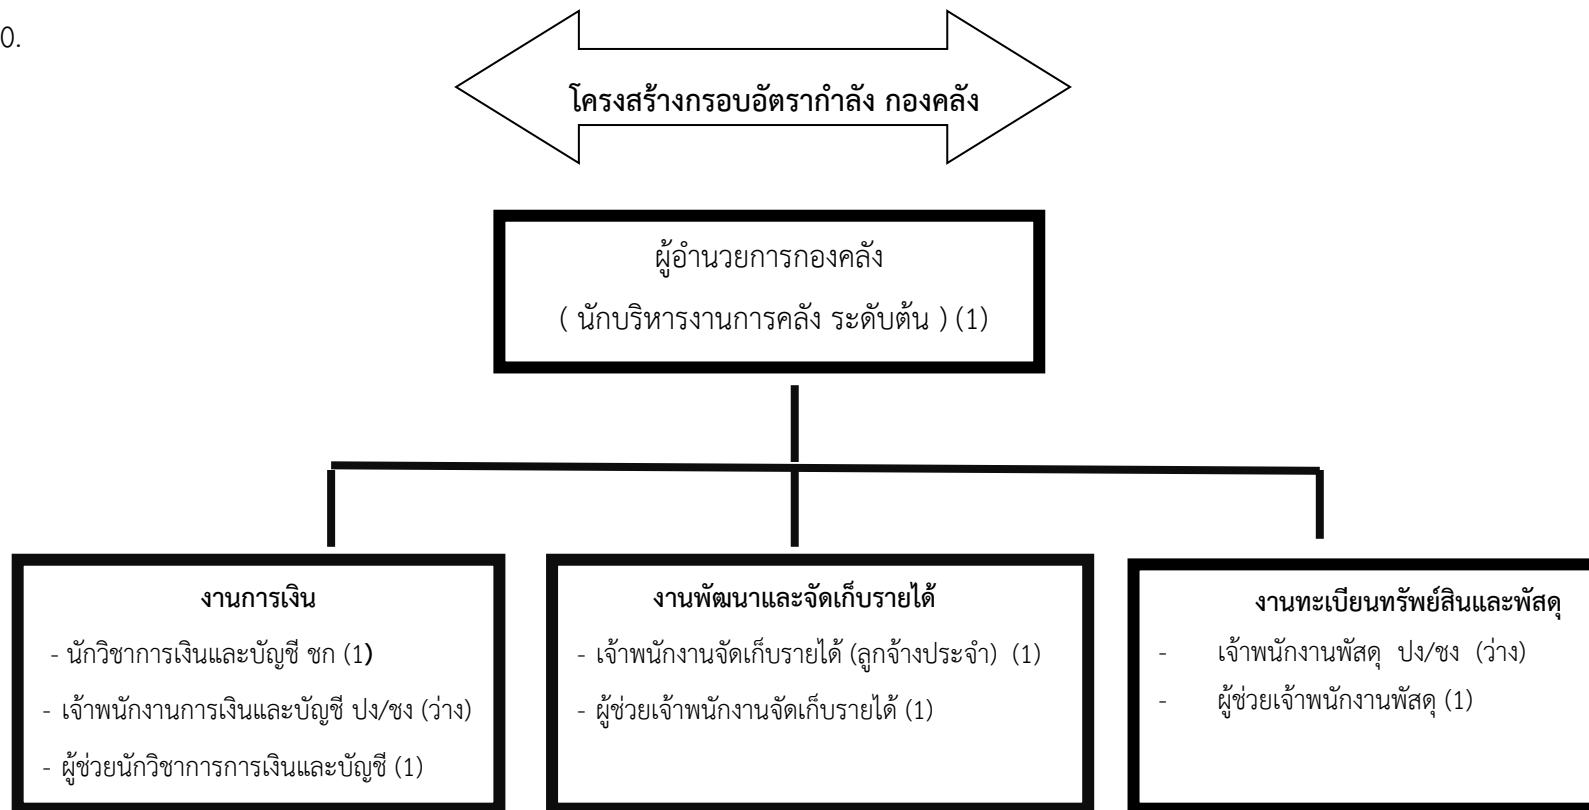 0.
โครงสร้างกรอบอัตรากำลัง กองคลัง
ผู้อำนวยการกองคลัง
( นักบริหารงานการคลัง ระดับต้น ) (1)
งานการเงิน
- นักวิชาการเงินและบัญชี ชก (1)
- เจ้าพนักงานการเงินและบัญชี ปง/ชง (ว่าง)
- ผู้ช่วยนักวิชาการการเงินและบัญชี (1)
งานพัฒนาและจัดเก็บรายได้
- เจ้าพนักงานจัดเก็บรายได้ (ลูกจ้างประจำ) (1)
- ผู้ช่วยเจ้าพนักงานจัดเก็บรายได้ (1)
งานทะเบียนทรัพย์สินและพัสดุ
- เจ้าพนักงานพัสดุ ปง/ชง (ว่าง)
- ผู้ช่วยเจ้าพนักงานพัสดุ (1)